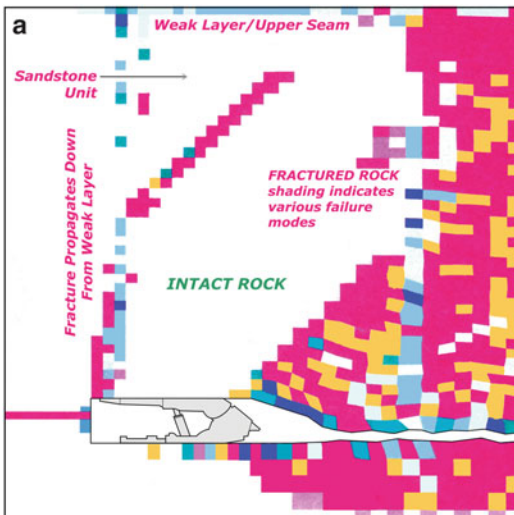 a
Weak Layer/Upper Seam
Sandstone
Unit
Fracture Propagates Down
From Weak Layer
FRACTURED ROCK
shading indicates
various failure
modes
INTACT ROCK